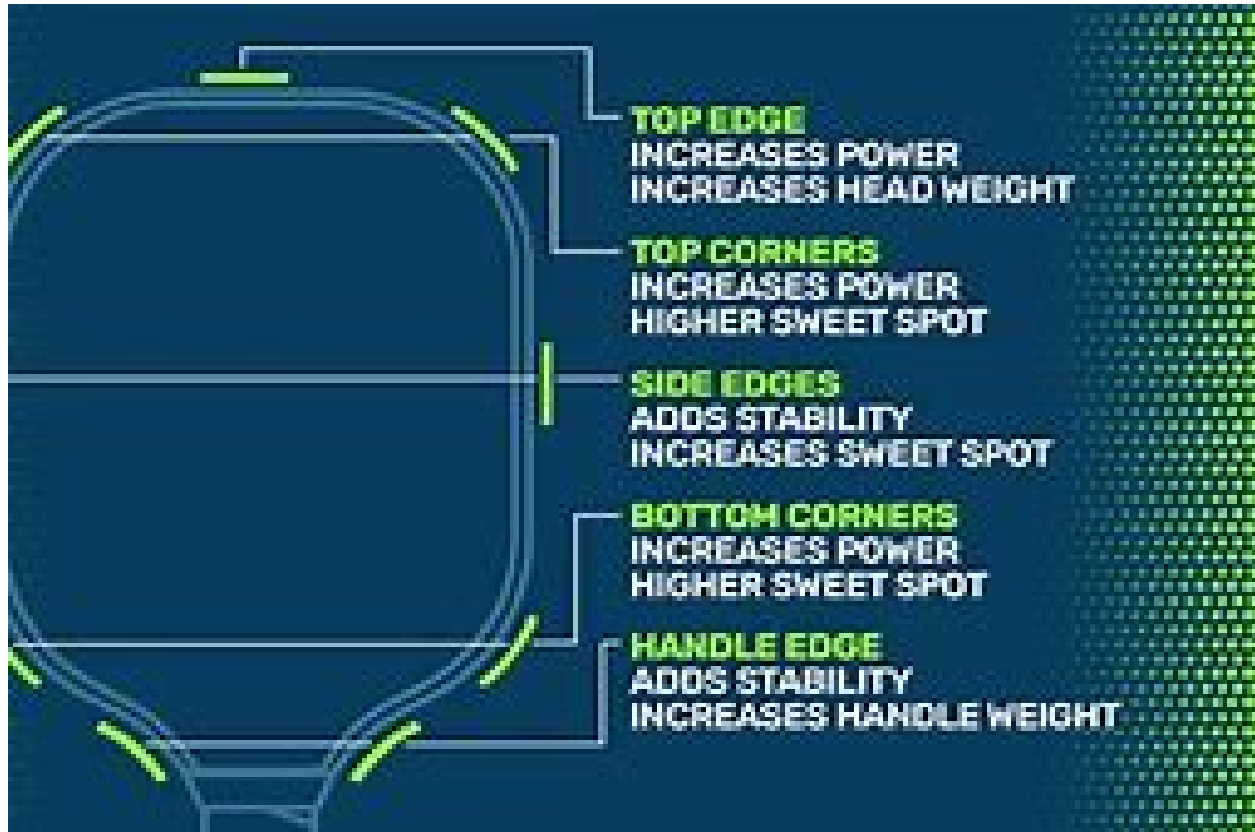 TOP EDGE
INCREASES POWER
INCREASES HEAD WEIGHT
TOP CORNERS
INCREASES POWER
HIGHER SWEET SPOT
SIDE EDGES
ADDS STABILITY
INCREASES SWEET SPOT
BOTTOM CORNERS
INCREASES POWER
HIGHER SWEET SPOT
HANDLE EDGE
ADDS STABILITY
INCREASES HANDLE WEIGHT